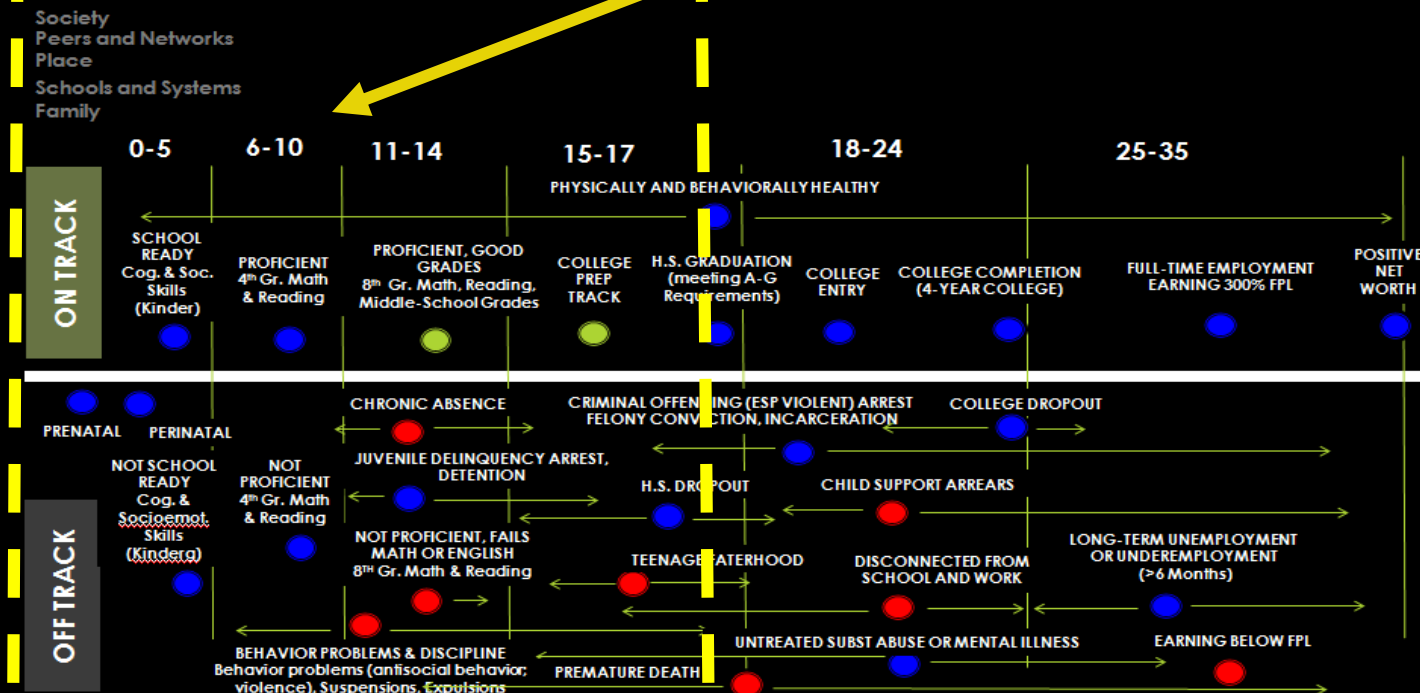 Society
Peers and Networks
Place
Schools and Systems
Family
0-5
6-10
11-14
15-17
18-24
25-35
PHYSICALLY AND BEHAVIORALLY HEALTHY
ON TRACK
SCHOOL
READY
Cog. & Soc.
Skills
(Kinder)
PROFICIENT
4th Gr. Math
& Reading
PROFICIENT, GOOD
GRADES
8th Gr. Math, Reading,
Middle-School Grades
COLLEGE
PREP
TRACK
H.S. GRADUATION
(meeting A-G
Requirements)
COLLEGE
ENTRY
COLLEGE COMPLETION
(4-YEAR COLLEGE)
FULL-TIME EMPLOYMENT
EARNING 300% FPL
POSITIVE
NET
WORTH
PRENATAL
PERINATAL
CHRONIC ABSENCE
CRIMINAL OFFENDING (ESP VIOLENT) ARREST
FELONY CONVICTION, INCARCERATION
COLLEGE DROPOUT
OFF TRACK
NOT SCHOOL
READY
Cog. &
Socioemot.
Skills
(Kinderg)
NOT
PROFICIENT
4th Gr. Math
& Reading
JUVENILE DELINQUENCY ARREST,
DETENTION
H.S. DROPOUT
CHILD SUPPORT ARREARS
NOT PROFICIENT, FAILS
MATH OR ENGLISH
8TH Gr. Math & Reading
TEENAGE FATERHOOD
DISCONNECTED FROM
SCHOOL AND WORK
LONG-TERM UNEMPLOYMENT
OR UNDEREMPLOYMENT
(>6 Months)
BEHAVIOR PROBLEMS & DISCIPLINE
Behavior problems (antisocial behavior;
violence), Suspensions, Expulsions
PREMATURE DEATH
UNTREATED SUBST ABUSE OR MENTAL ILLNESS
EARNING BELOW FPL